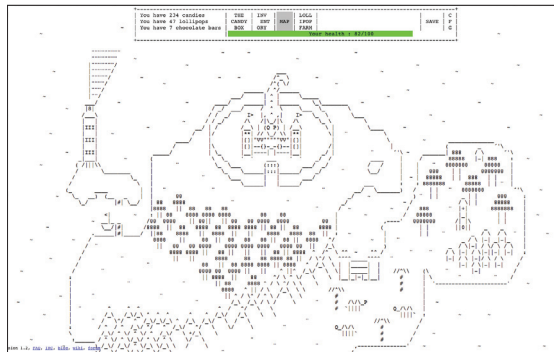 You have 234 candies
You have 47 lollipops
You have 7 chocolate bars
THE CANDY BOX
INV ENT ORY
MAP
LOLL IPOP FARM
SAVE
C
F
G
Your health : 82/100